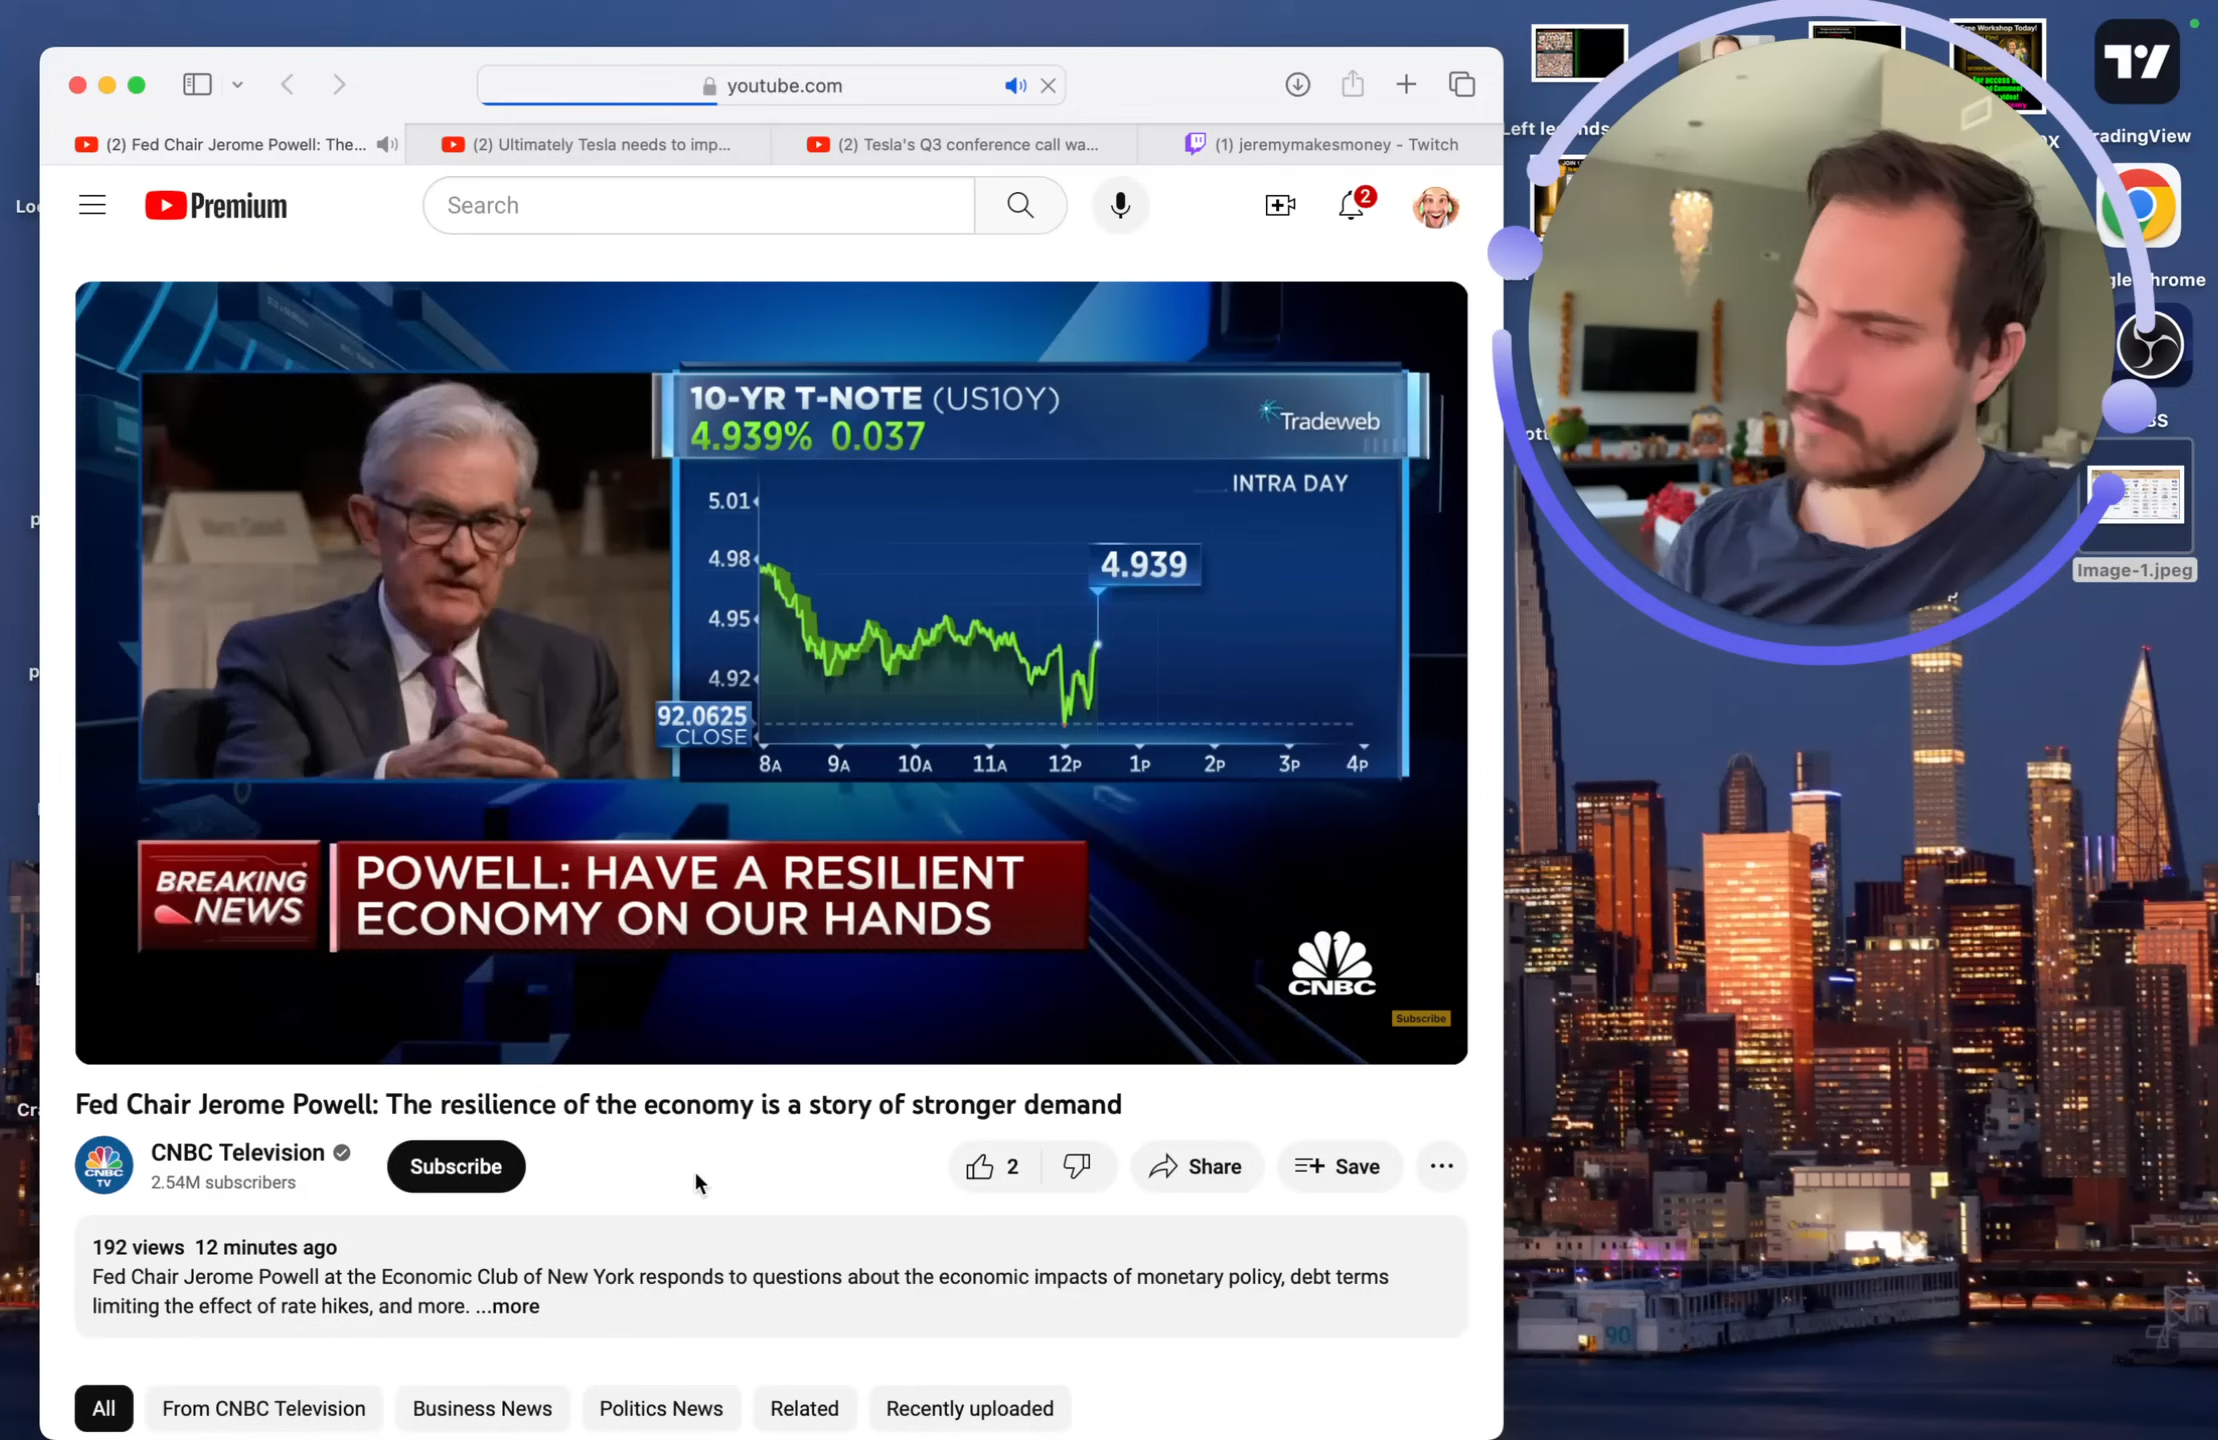 youtube.com
(2) Fed Chair Jerome Powell: The...
(2) Ultimately Tesla needs to imp...
(2) Tesla's Q3 conference call wa...
(1) jeremymakesmoney - Twitch
Premium
Search
2
10-YR T-NOTE (US10Y)
4.939% 0.037
Tradeweb
INTRA DAY
5.01
4.98
4.95
4.92
4.939
92.0625
CLOSE
8A 9A 10A 11A 12P 1P 2P 3P 4P
BREAKING
NEWS
POWELL: HAVE A RESILIENT
ECONOMY ON OUR HANDS
CNBC
Subscribe
Fed Chair Jerome Powell: The resilience of the economy is a story of stronger demand
CNBC
TV
CNBC Television
2.54M subscribers
Subscribe
2
Share
Save
192 views 12 minutes ago
Fed Chair Jerome Powell at the Economic Club of New York responds to questions about the economic impacts of monetary policy, debt terms
limiting the effect of rate hikes, and more. ...more
All
From CNBC Television
Business News
Politics News
Related
Recently uploaded
Free Workshop Today!
TradingView
Image-1.jpeg
90